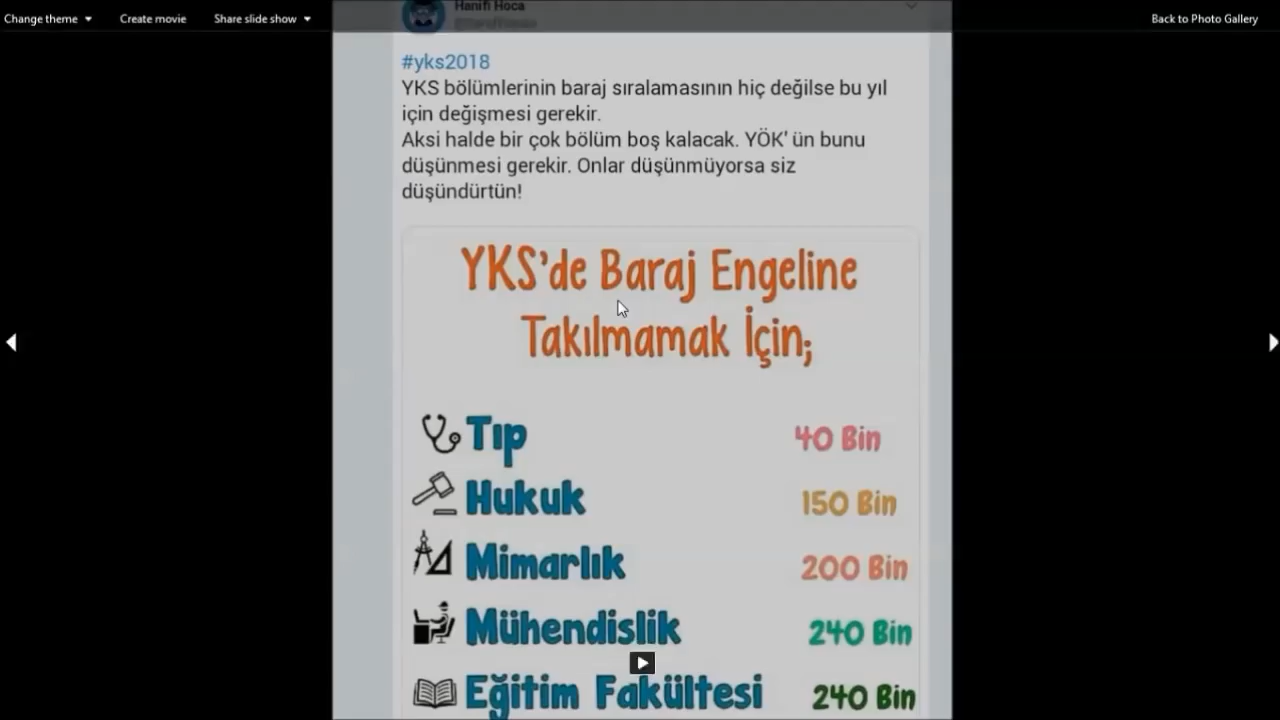 Change theme
Create movie
Share slide show
Back to Photo Gallery
Hanifi Hoca
#yks2018
YKS bölümlerinin baraj sıralamasının hiç değilse bu yıl
için değişmesi gerekir.
Aksi halde bir çok bölüm boş kalacak. YÖK' ün bunu
düşünmesi gerekir. Onlar düşünmüyorsa siz
düşündürtün!
YKS'de Baraj Engeline
Takılmamak İçin;
Tıp 40 Bin
Hukuk 150 Bin
Mimarlık 200 Bin
Mühendislik 240 Bin
Eğitim Fakültesi 240 Bin